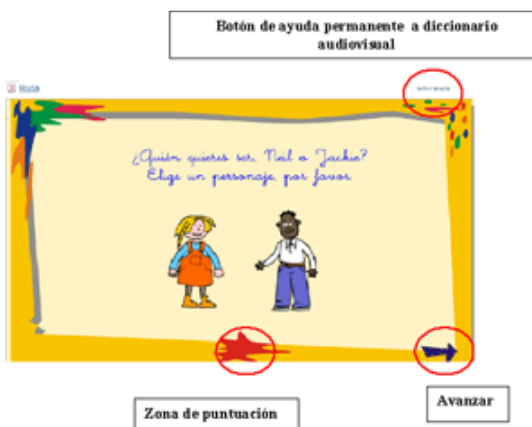 Botón de ayuda permanente a diccionario
audiovisual
¿Quién quieres ser, Neil o Jackie?
Elige un personaje, por favor
Zona de puntuación
Avanzar